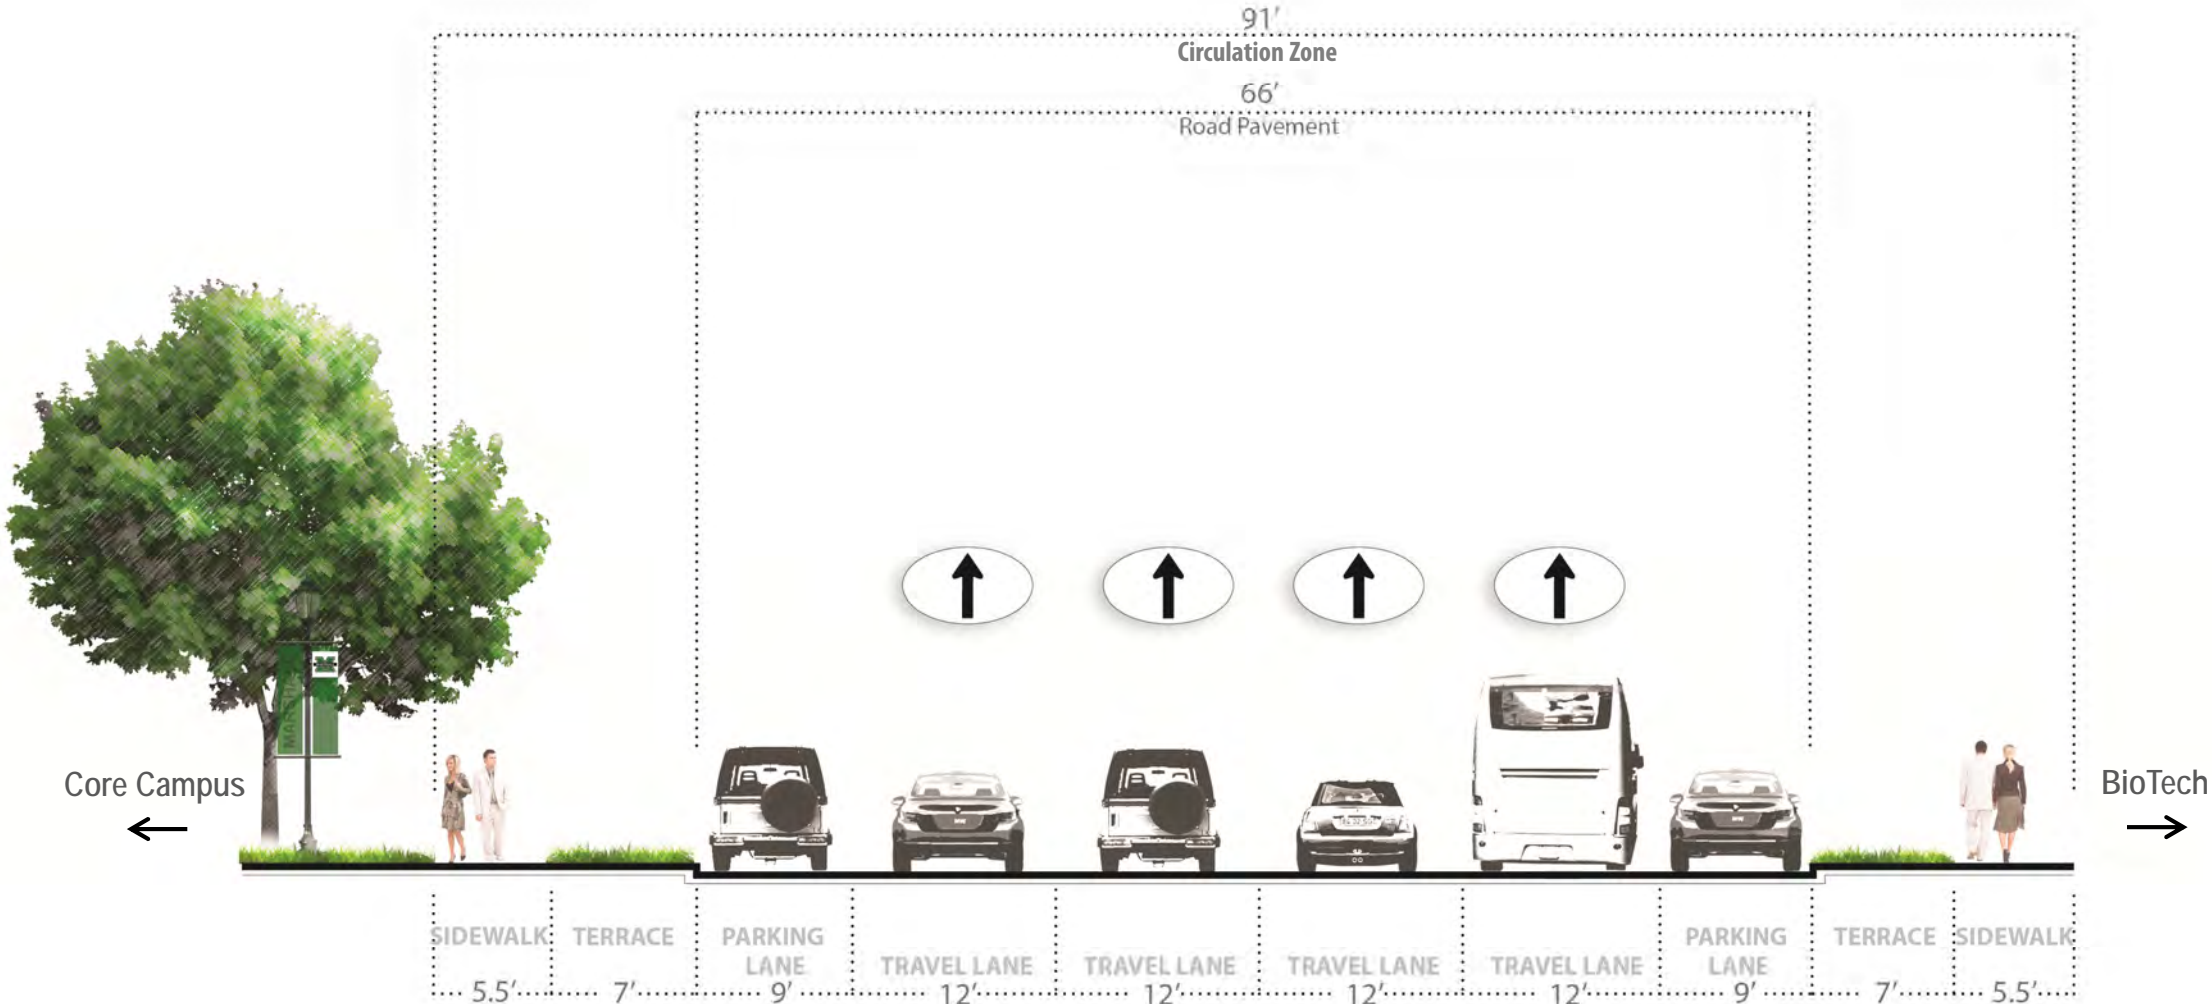 91'
Circulation Zone
66'
Road Pavement
M
Core Campus
BioTech
SIDEWALK
TERRACE
PARKING
LANE
TRAVEL LANE
TRAVEL LANE
TRAVEL LANE
TRAVEL LANE
PARKING
LANE
TERRACE
SIDEWALK
5.5'
7'
9'
12'
12'
12'
12'
9'
7'
5.5'